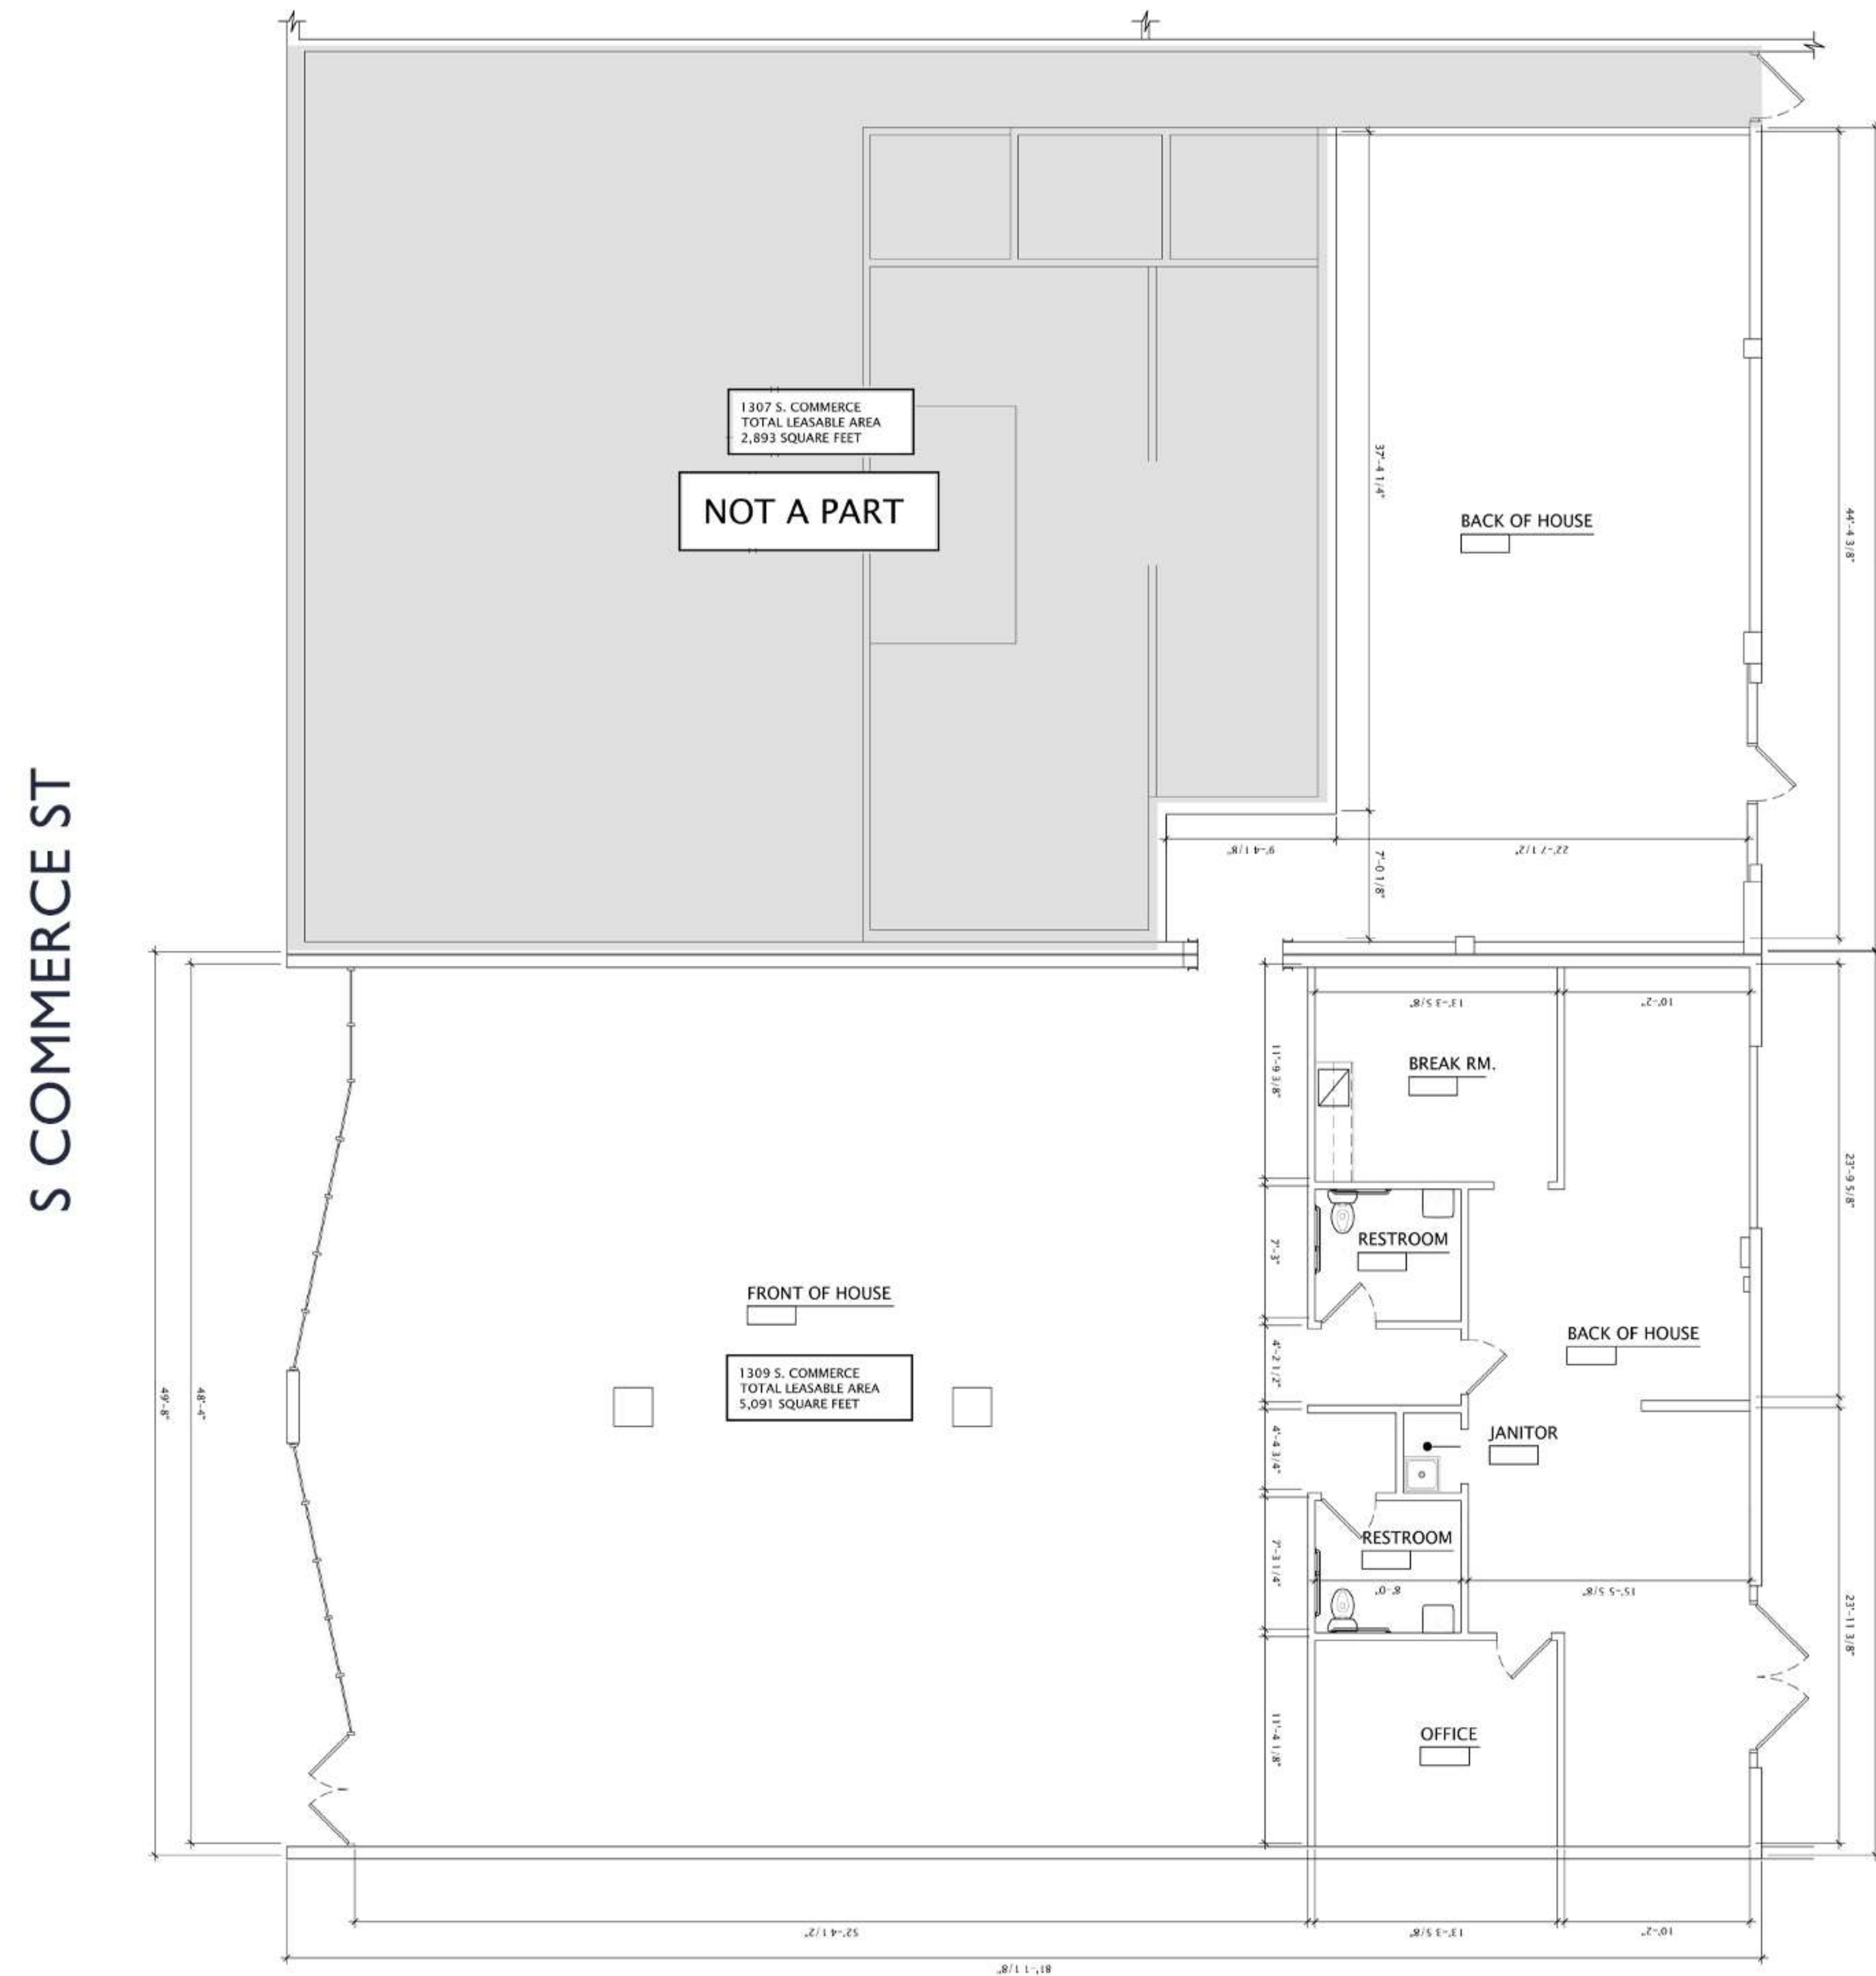 S COMMERCE ST
1307 S. COMMERCE
TOTAL LEASABLE AREA
2,893 SQUARE FEET
NOT A PART
37'-4 1/4"
BACK OF HOUSE
44'-4 3/8"
9'-4 1/8"
22'-7 1/2"
7'-0 1/8"
13'-3 5/8"
10'-2"
11'-9 3/8"
BREAK RM.
23'-9 5/8"
7'-3"
RESTROOM
FRONT OF HOUSE
4'-2 1/2"
BACK OF HOUSE
49'-8"
48'-4"
1309 S. COMMERCE
TOTAL LEASABLE AREA
5,091 SQUARE FEET
4'-4 3/4"
JANITOR
7'-3 1/4"
RESTROOM
8'-0"
15'-5 5/8"
23'-11 3/8"
11'-4 1/8"
OFFICE
52'-4 1/2"
13'-3 5/8"
10'-2"
81'-1 1/8"